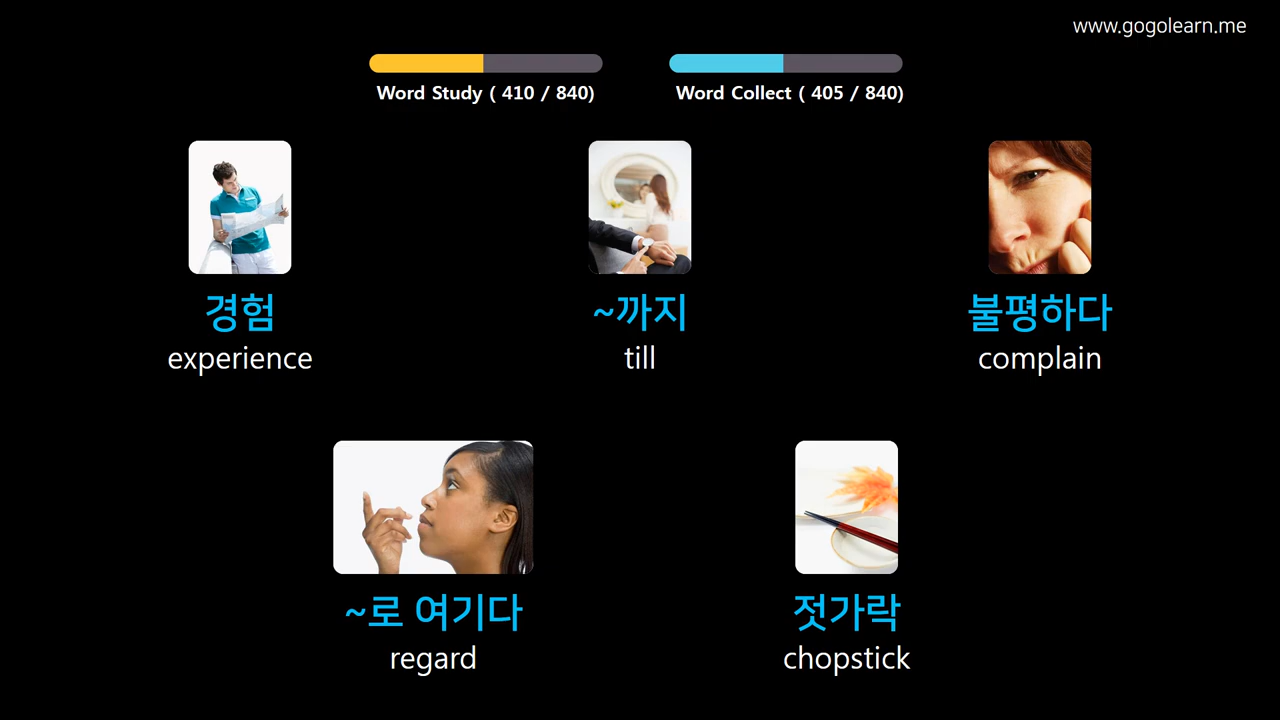 www.gogolearn.me
Word Study ( 410 / 840)
Word Collect ( 405 / 840)
경험
experience
~까지
till
불평하다
complain
~로 여기다
regard
젓가락
chopstick